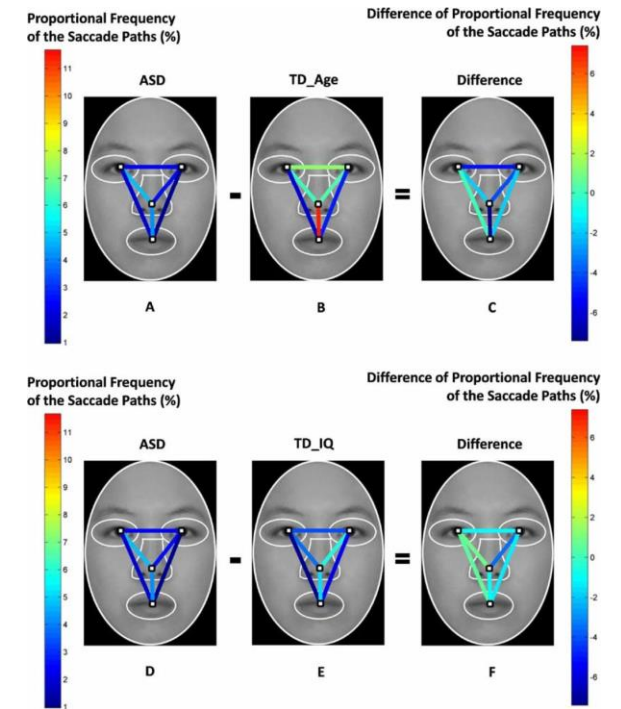 Proportional Frequency
of the Saccade Paths (%)
Difference of Proportional Frequency
of the Saccade Paths (%)
ASD
TD_Age
Difference
11
10
9
8
7
6
5
4
3
2
1
-
=
6
4
2
0
-2
-4
-6
A
B
C
Proportional Frequency
of the Saccade Paths (%)
Difference of Proportional Frequency
of the Saccade Paths (%)
ASD
TD_IQ
Difference
11
10
9
8
7
6
5
4
3
2
1
-
=
6
4
2
0
-2
-4
-6
D
E
F